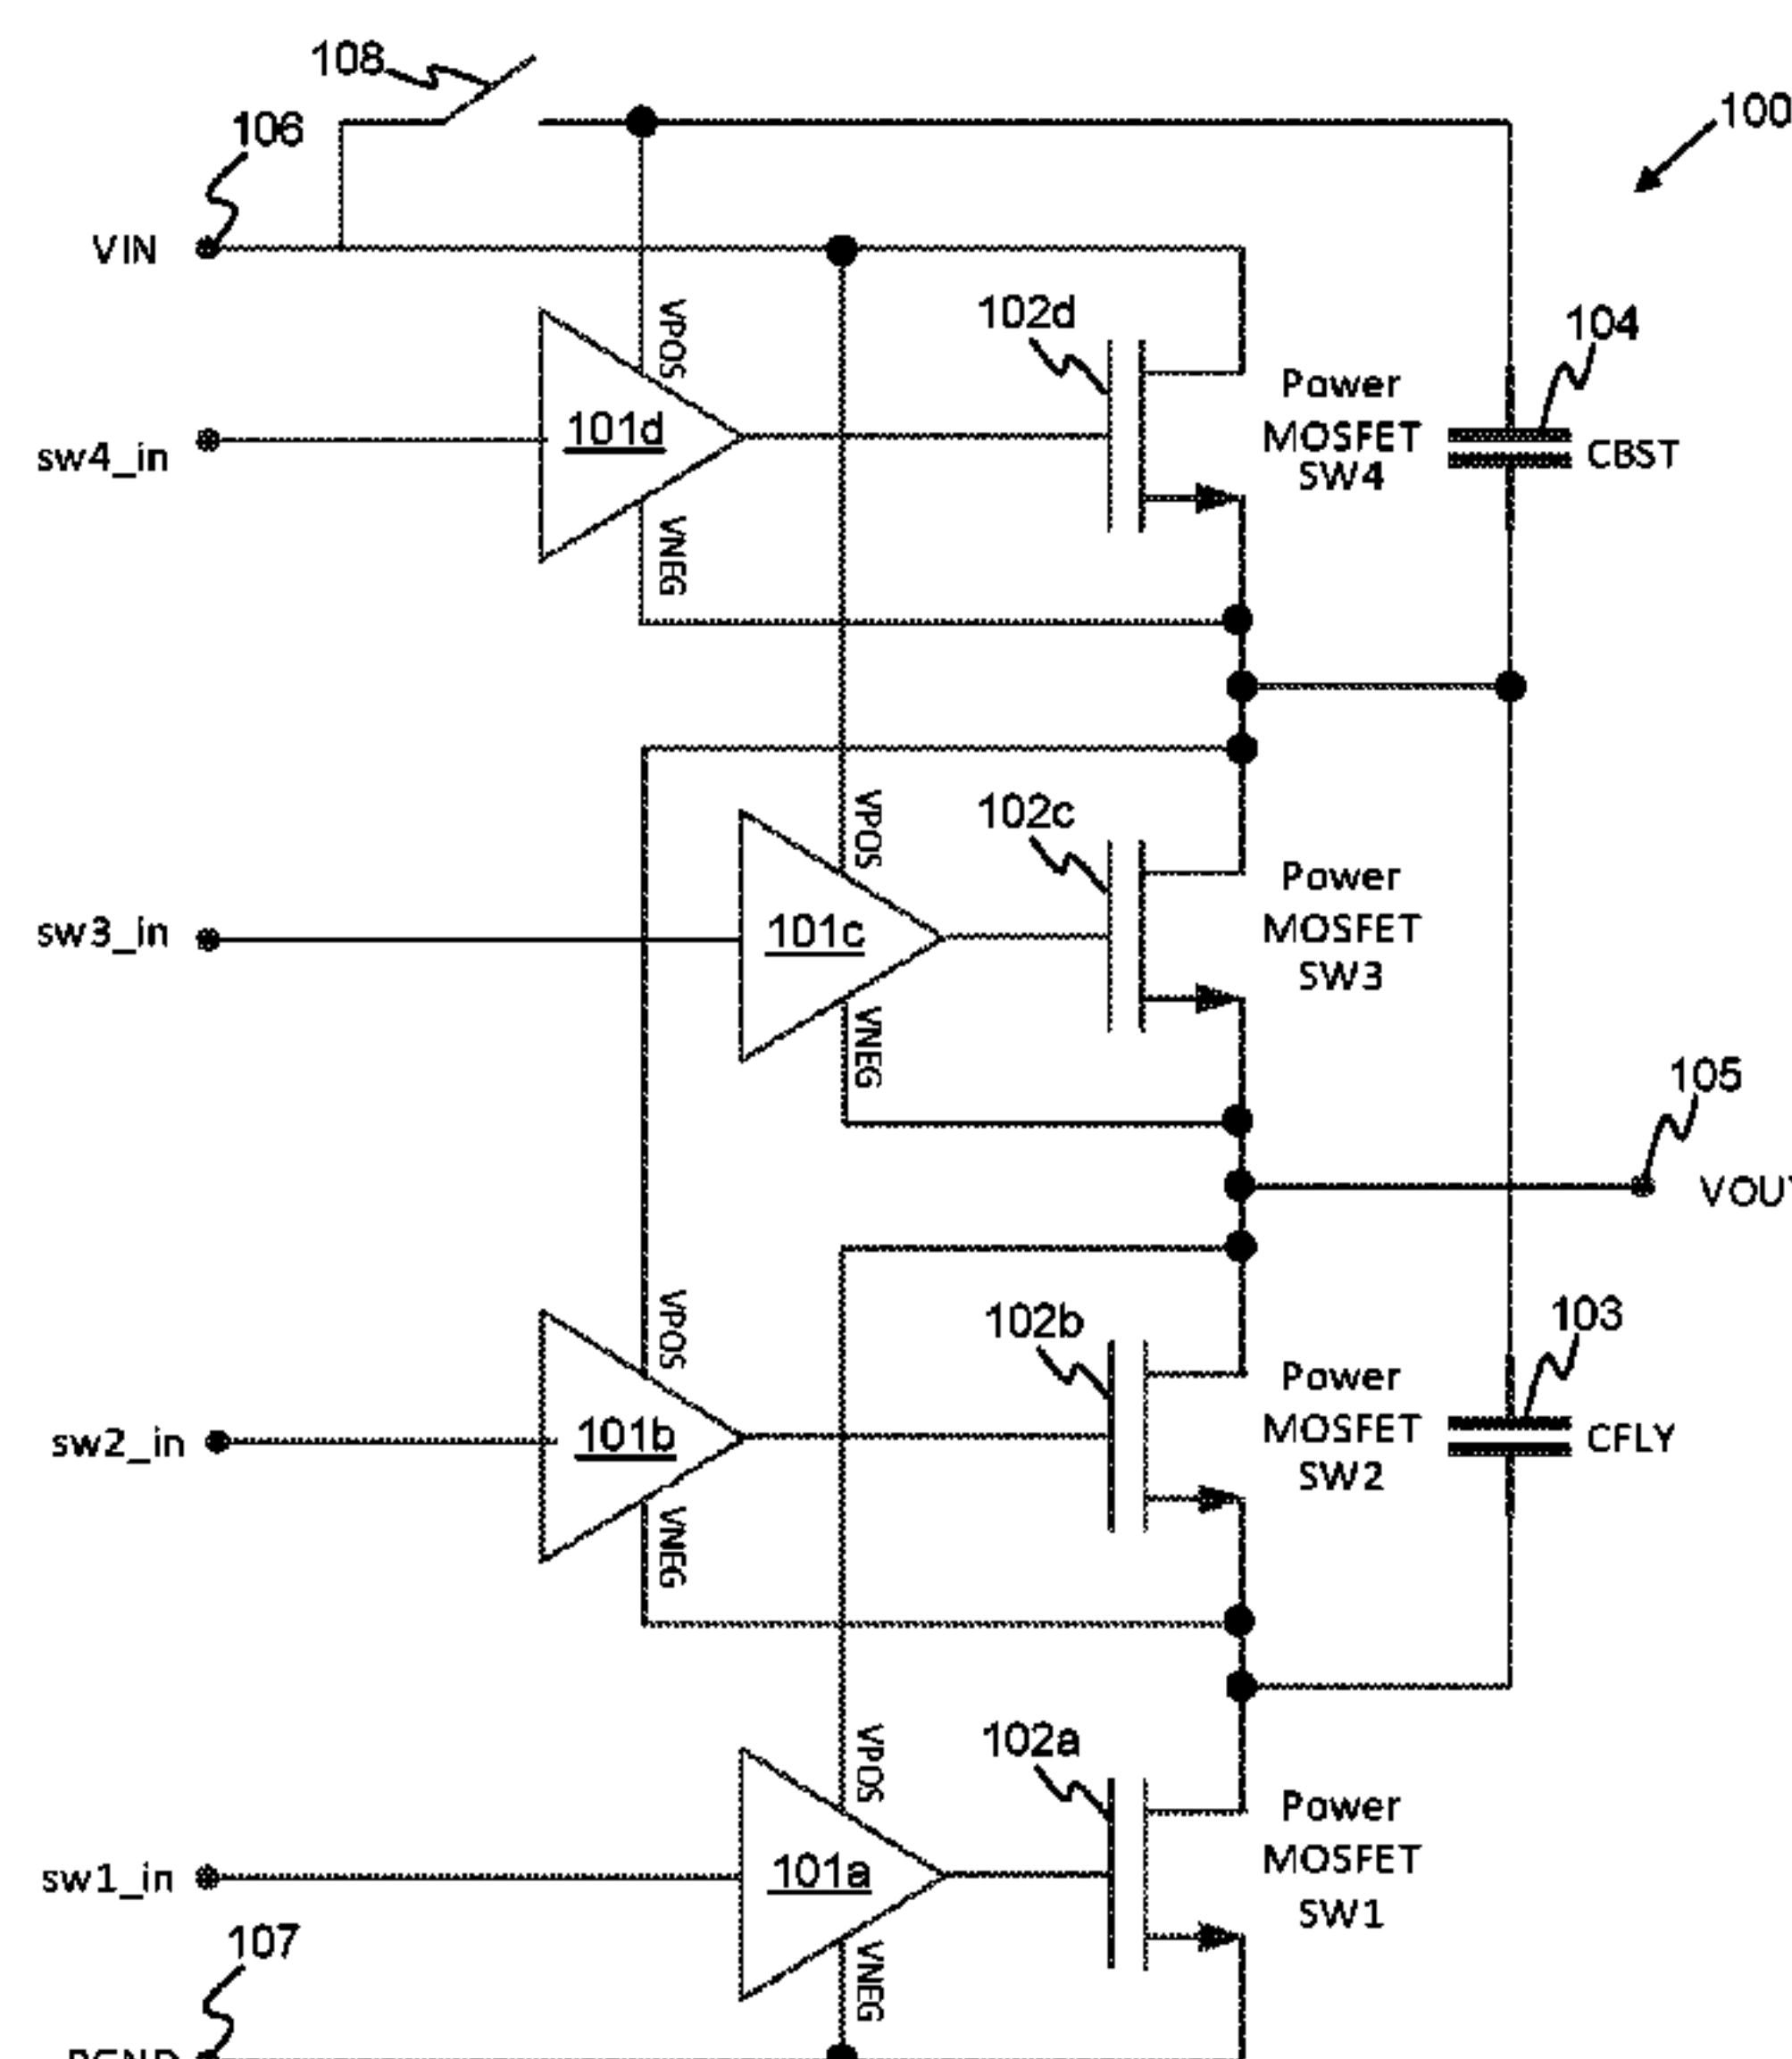 108
106
100
VIN
VPOS
102d
104
Power
MOSFET
SW4
101d
CBST
sw4_in
VNEG
VPOS
102c
Power
MOSFET
SW3
sw3_in
101c
VNEG
105
VOU
VPOS
102b
103
Power
MOSFET
SW2
sw2_in
101b
CFLY
VNEG
VPOS
102a
Power
MOSFET
SW1
sw1_in
101a
107
VNEG